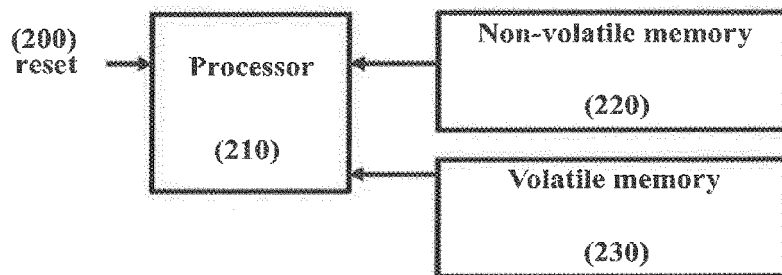 (200)
reset
Processor
(210)
Non-volatile memory
(220)
Volatile memory
(230)